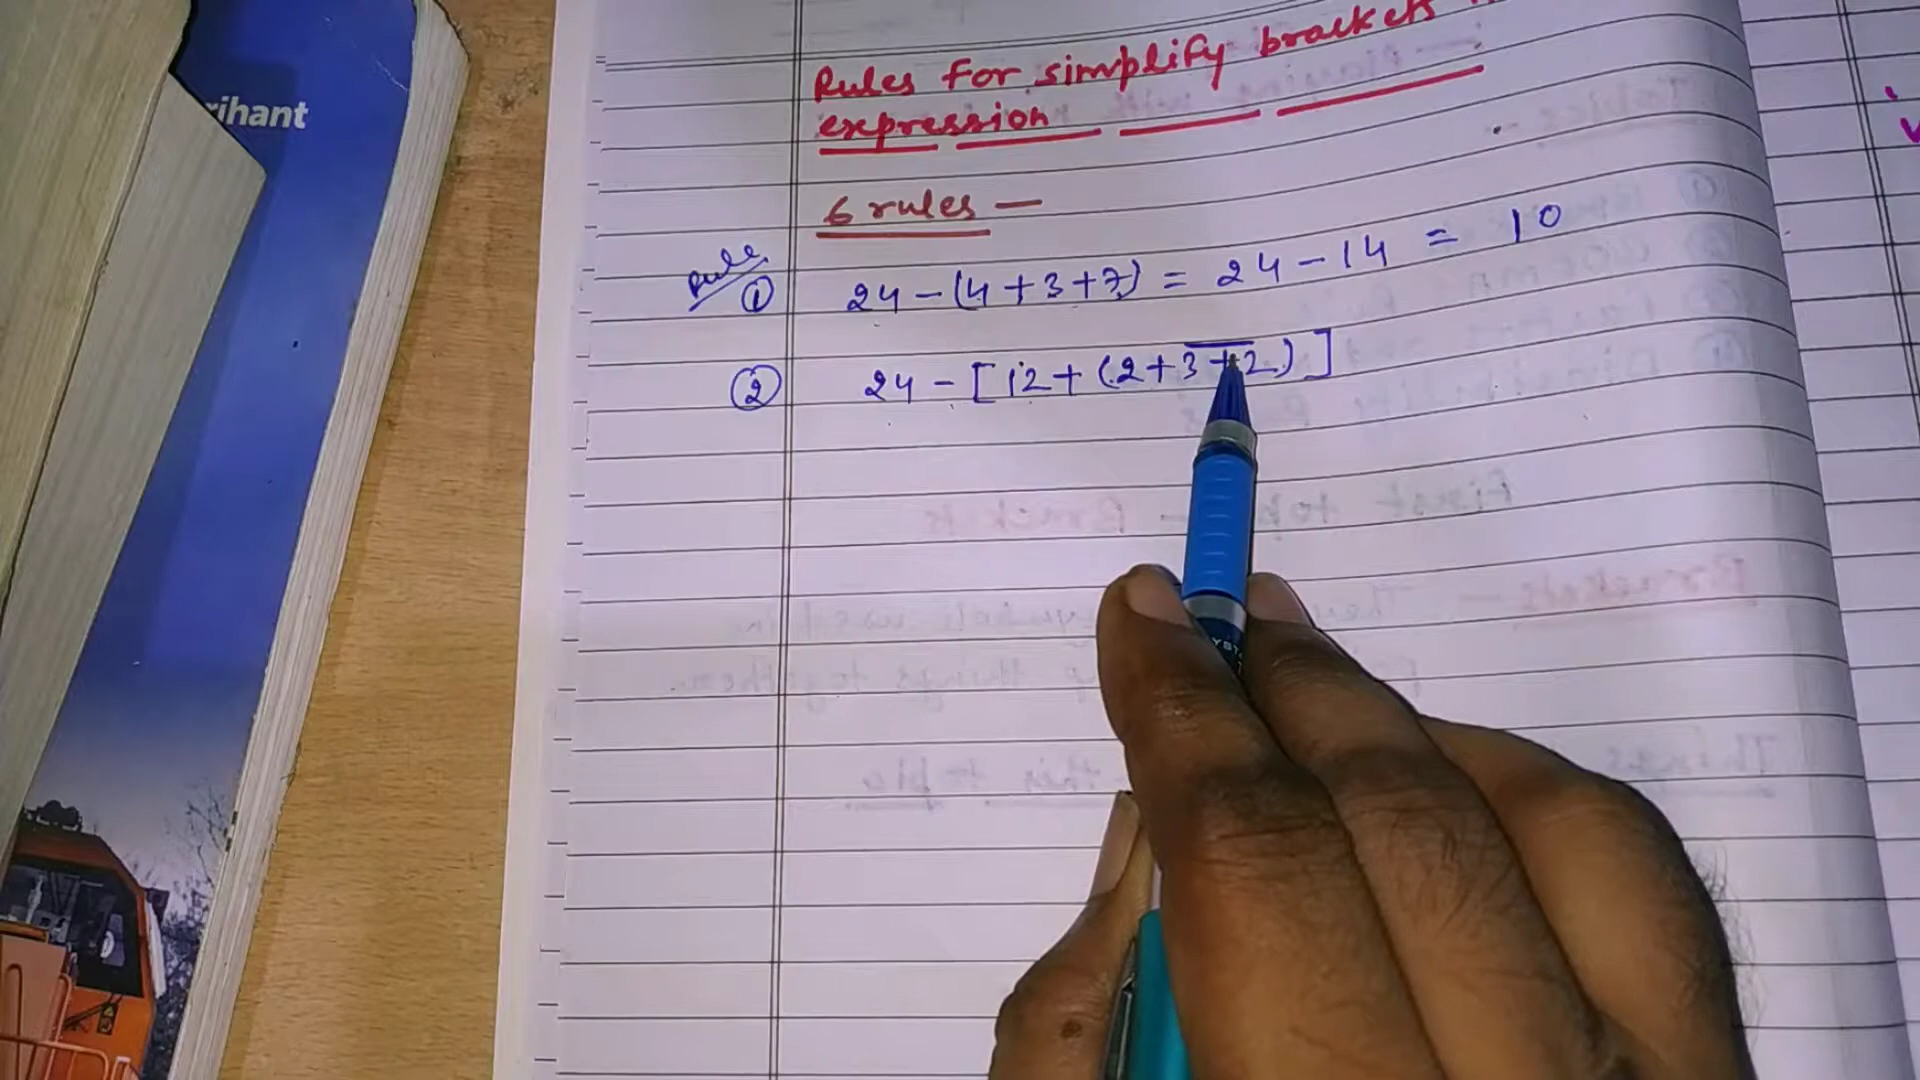 rihant
Rules for simplify brackets
expression
6 rules —
Rule
① 24 - (4 + 3 + 7) = 24 - 14 = 10
② 24 - [12 + (2 + 3̅ ̅+̅ ̅2̅)]